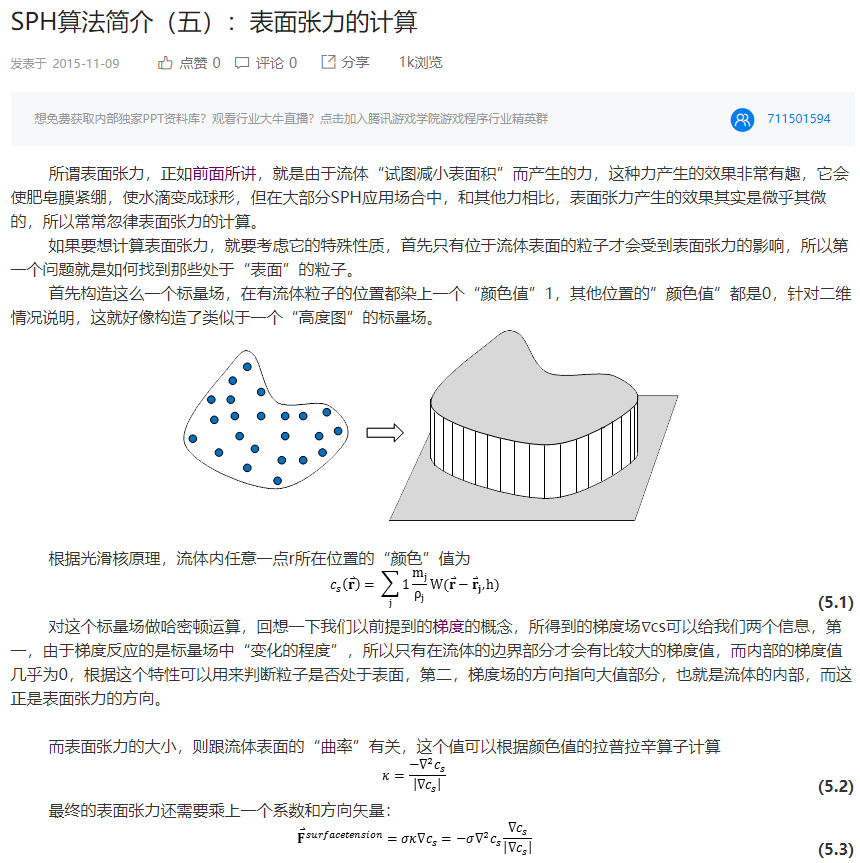 SPH算法简介（五）: 表面张力的计算
发表于 2015-11-09 点赞 0 评论 0 分享 1k浏览
想免费获取内部独家PPT资料库？观看行业大牛直播？点击加入腾讯游戏学院游戏程序行业精英群 711501594
所谓表面张力，正如前面所讲，就是由于流体“试图减小表面积”而产生的力，这种力产生的效果非常有趣，它会
使肥皂膜紧绷，使水滴变成球形，但在大部分SPH应用场合中，和其他力相比，表面张力产生的效果其实是微乎其微
的，所以常常忽律表面张力的计算。
如果要想计算表面张力，就要考虑它的特殊性质，首先只有位于流体表面的粒子才会受到表面张力的影响，所以第
一个问题就是如何找到那些处于“表面”的粒子。
首先构造这么一个标量场，在有流体粒子的位置都染上一个“颜色值”1，其他位置的”颜色值”都是0，针对二维
情况说明，这就好像构造了类似于一个“高度图”的标量场。
根据光滑核原理，流体内任意一点r所在位置的“颜色”值为
c_s(r⃗) = ∑_j 1 m_j/ρ_j W(r⃗ − r⃗_j,h)
(5.1)
对这个标量场做哈密顿运算，回想一下我们以前提到的梯度的概念，所得到的梯度场∇cs可以给我们两个信息，第
一，由于梯度反应的是标量场中“变化的程度”，所以只有在流体的边界部分才会有比较大的梯度值，而内部的梯度值
几乎为0，根据这个特性可以用来判断粒子是否处于表面，第二，梯度场的方向指向大值部分，也就是流体的内部，而这
正是表面张力的方向。
而表面张力的大小，则跟流体表面的“曲率”有关，这个值可以根据颜色值的拉普拉辛算子计算
κ = −∇²c_s/|∇c_s|
(5.2)
最终的表面张力还需要乘上一个系数和方向矢量：
F⃗^surfacetension = σκ∇c_s = −σ∇²c_s ∇c_s/|∇c_s|
(5.3)